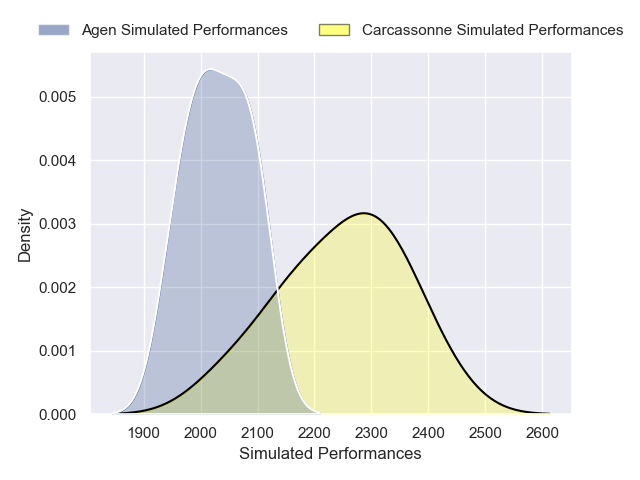 Agen Simulated Performances
Carcassonne Simulated Performances
0.005
0.004
0.003
0.002
0.001
0.000
Density
1900 2000 2100 2200 2300 2400 2500 2600
Simulated Performances